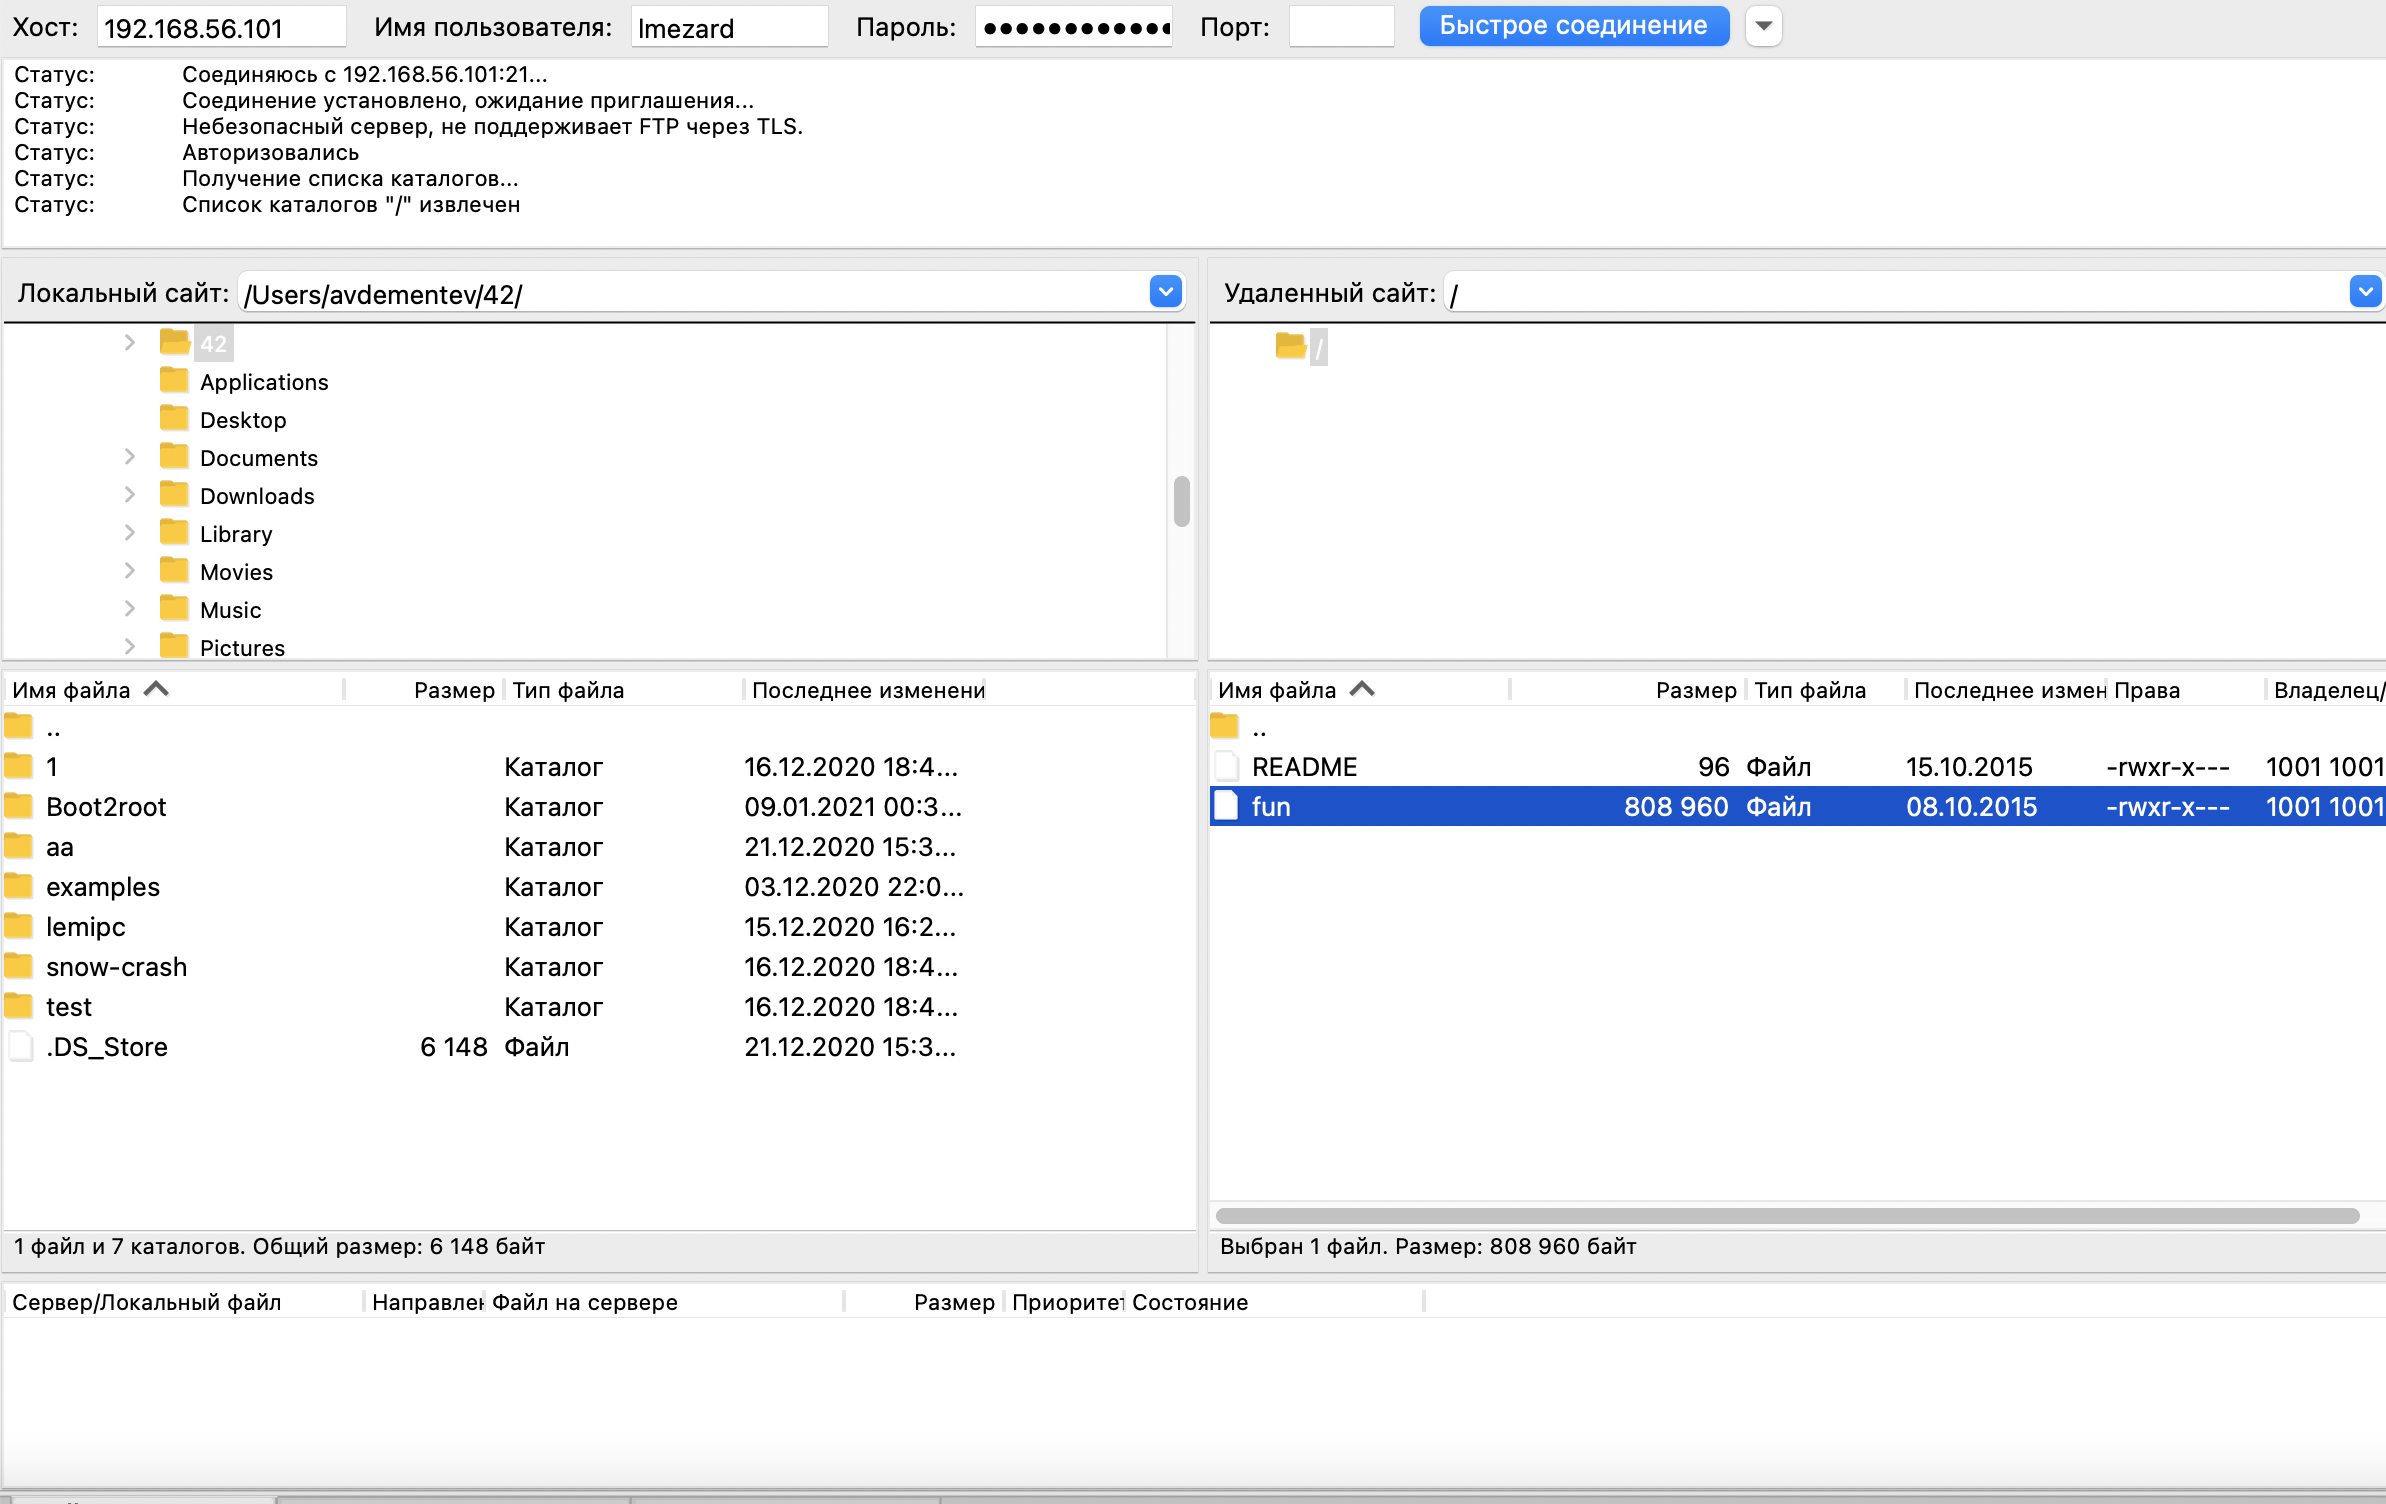 Хост: 192.168.56.101 Имя пользователя: lmezard Пароль: ●●●●●●●●●●●● Порт: Быстрое соединение
Статус: Соединяюсь с 192.168.56.101:21...
Статус: Соединение установлено, ожидание приглашения...
Статус: Небезопасный сервер, не поддерживает FTP через TLS.
Статус: Авторизовались
Статус: Получение списка каталогов...
Статус: Список каталогов "/" извлечен
Локальный сайт: /Users/avdementev/42/
42
Applications
Desktop
Documents
Downloads
Library
Movies
Music
Pictures
Удаленный сайт: /
/
Имя файла Размер Тип файла Последнее изменени
..
1 Каталог 16.12.2020 18:4...
Boot2root Каталог 09.01.2021 00:3...
aa Каталог 21.12.2020 15:3...
examples Каталог 03.12.2020 22:0...
lemipc Каталог 15.12.2020 16:2...
snow-crash Каталог 16.12.2020 18:4...
test Каталог 16.12.2020 18:4...
.DS_Store 6 148 Файл 21.12.2020 15:3...
1 файл и 7 каталогов. Общий размер: 6 148 байт
Имя файла Размер Тип файла Последнее измен Права Владелец/
..
README 96 Файл 15.10.2015 -rwxr-x--- 1001 1001
fun 808 960 Файл 08.10.2015 -rwxr-x--- 1001 1001
Выбран 1 файл. Размер: 808 960 байт
Сервер/Локальный файл Направлен Файл на сервере Размер Приоритет Состояние